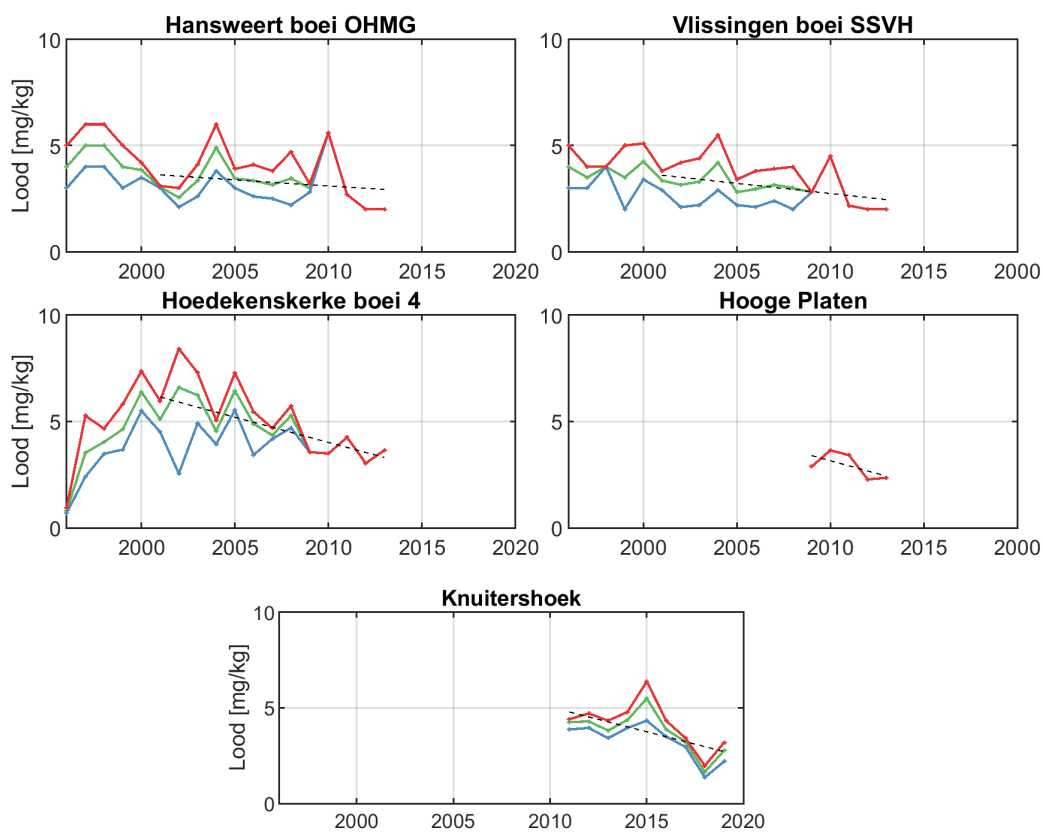 Hansweert boei OHMG
Vlissingen boei SSVH
10
5
0
Lood [mg/kg]
2000 2005 2010 2015 2020
10
5
0
2000 2005 2010 2015 2000
Hoedekenskerke boei 4
Hooge Platen
10
5
0
Lood [mg/kg]
2000 2005 2010 2015 2020
10
5
0
2000 2005 2010 2015 2000
Knuitershoek
10
5
0
Lood [mg/kg]
2000 2005 2010 2015 2020